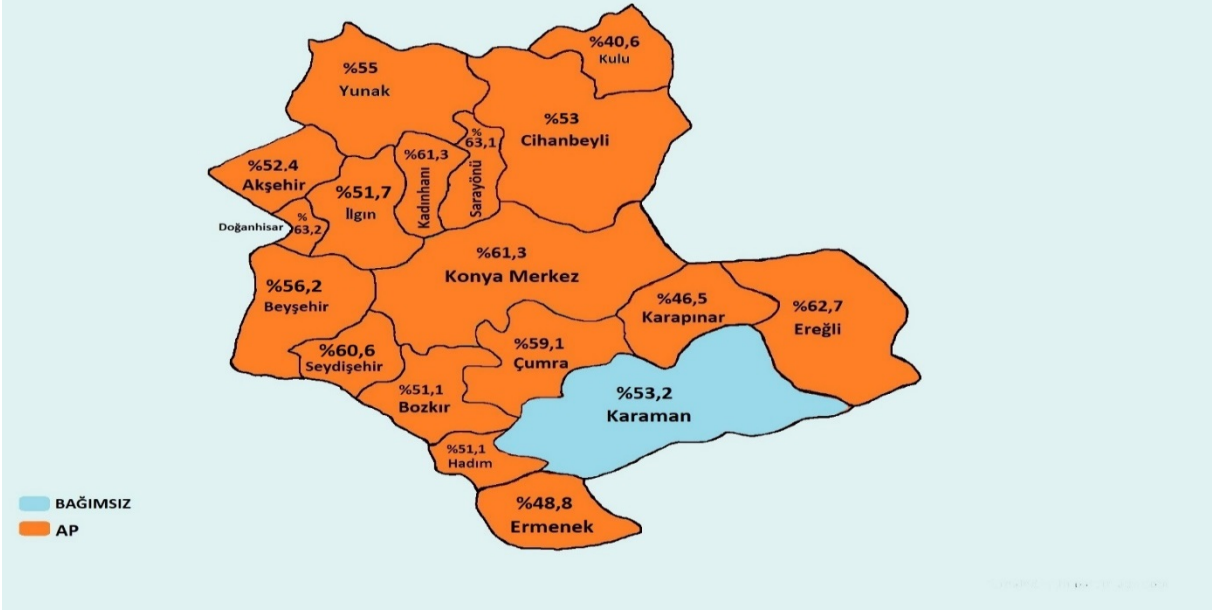 %40,6
Kulu
%55
Yunak
%53
Cihanbeyli
%
63,1
Sarayönü
%61,3
Kadınhanı
%52,4
Akşehir
%51,7
İlgın
Doğanhisar
%
63,2
%61,3
Konya Merkez
%56,2
Beyşehir
%46,5
Karapınar
%62,7
Ereğli
%60,6
Seydişehir
%59,1
Çumra
%51,1
Bozkır
%53,2
Karaman
%51,1
Hadım
%48,8
Ermenek
BAĞIMSIZ
AP